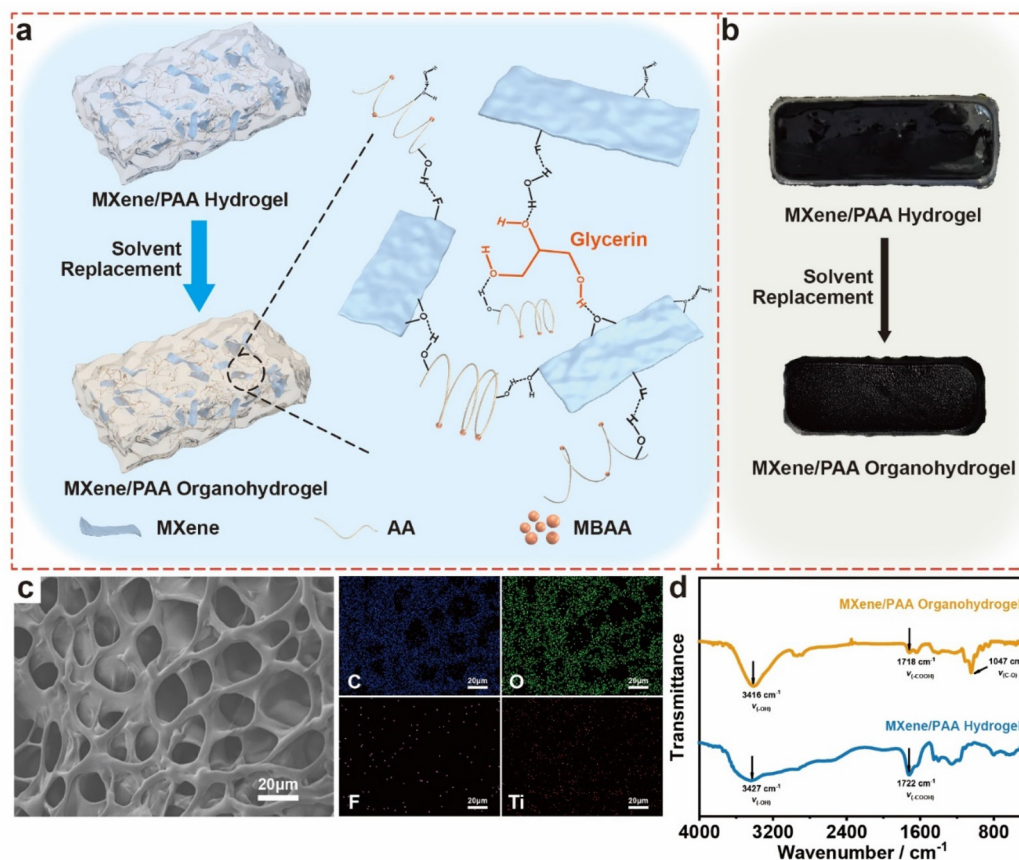 a
MXene/PAA Hydrogel
Solvent
Replacement
MXene/PAA Organohydrogel
Glycerin
H
O
H
O
O
H
F
H
O
O
H
F
O
H
O
O
H
O
H
O
H
F
H
O
MXene
AA
MBAA
b
MXene/PAA Hydrogel
Solvent
Replacement
MXene/PAA Organohydrogel
c
20μm
C
20μm
O
20μm
F
20μm
Ti
20μm
d
Transmittance
MXene/PAA Organohydrogel
3416 cm⁻¹
ν(-OH)
1718 cm⁻¹
ν(-COOH)
1047 cm
ν(C-O)
MXene/PAA Hydrogel
3427 cm⁻¹
ν(-OH)
1722 cm⁻¹
ν(-COOH)
4000 3200 2400 1600 800
Wavenumber / cm⁻¹